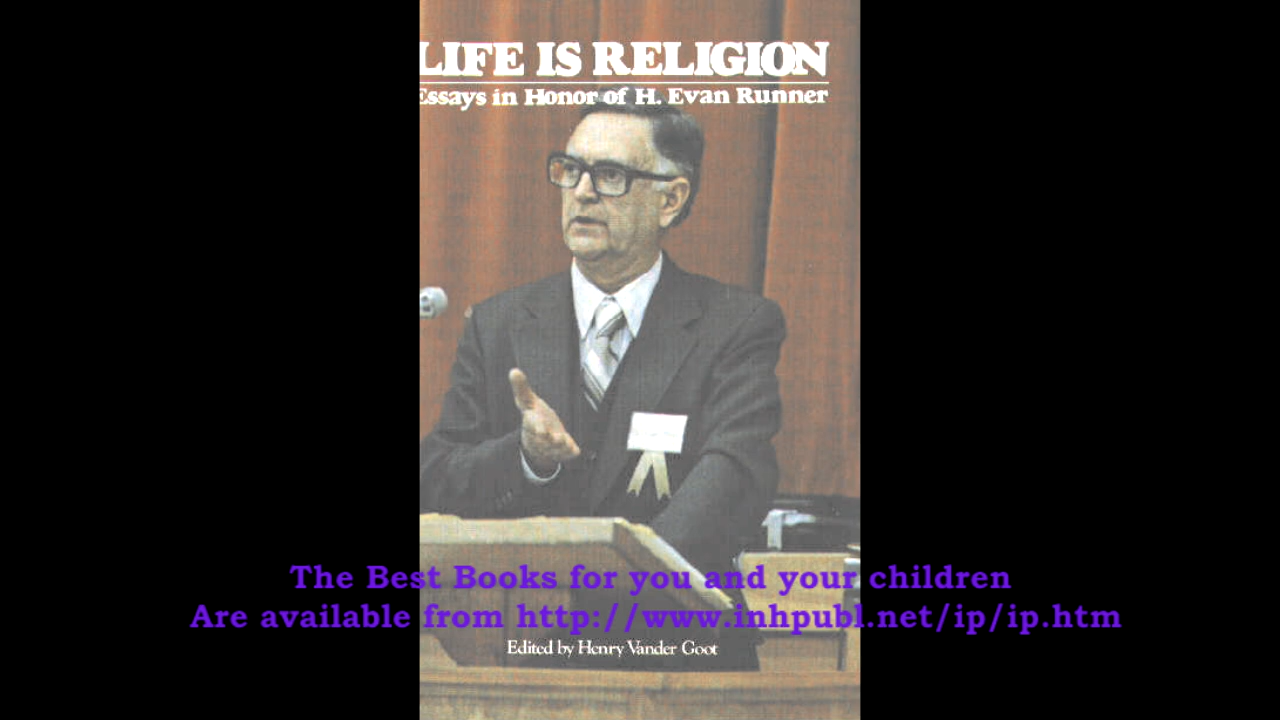 LIFE IS RELIGION
Essays in Honor of H. Evan Runner
The Best Books for you and your children
Are available from http://www.inhpubl.net/ip/ip.htm
Edited by Henry Vander Goot